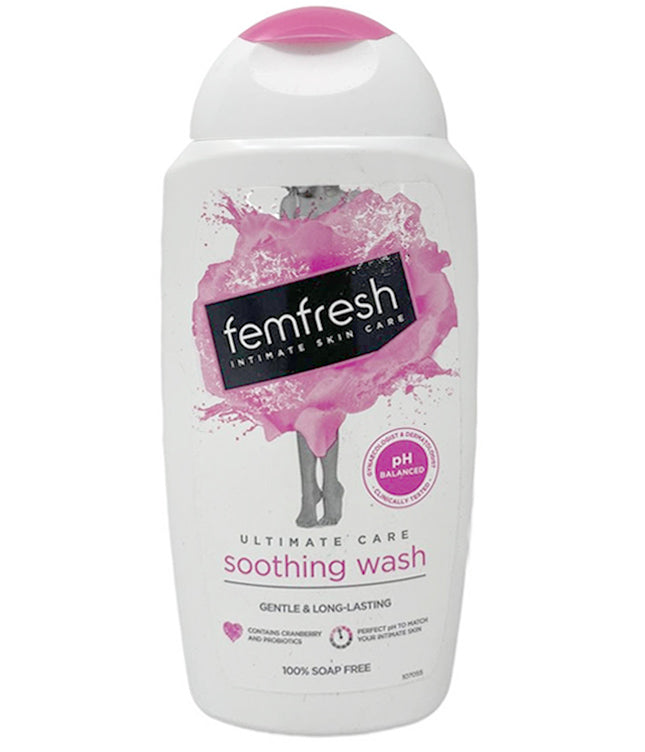 femfresh
INTIMATE SKIN CARE
GYNAECOLOGIST & DERMATOLOGIST
pH
BALANCED
- CLINICALLY TESTED -
ULTIMATE CARE
soothing wash
GENTLE & LONG-LASTING
CONTAINS CRANBERRY
AND PROBIOTICS
PERFECT pH TO MATCH
YOUR INTIMATE SKIN
100% SOAP FREE
107055